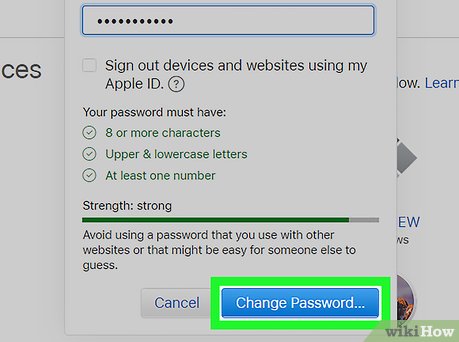 •••••••••••
ces
Sign out devices and websites using my
Apple ID. ?
ow. Learn
Your password must have:
8 or more characters
Upper & lowercase letters
At least one number
Strength: strong
EW
ws
Avoid using a password that you use with other
websites or that might be easy for someone else to
guess.
Cancel
Change Password...
wikiHow